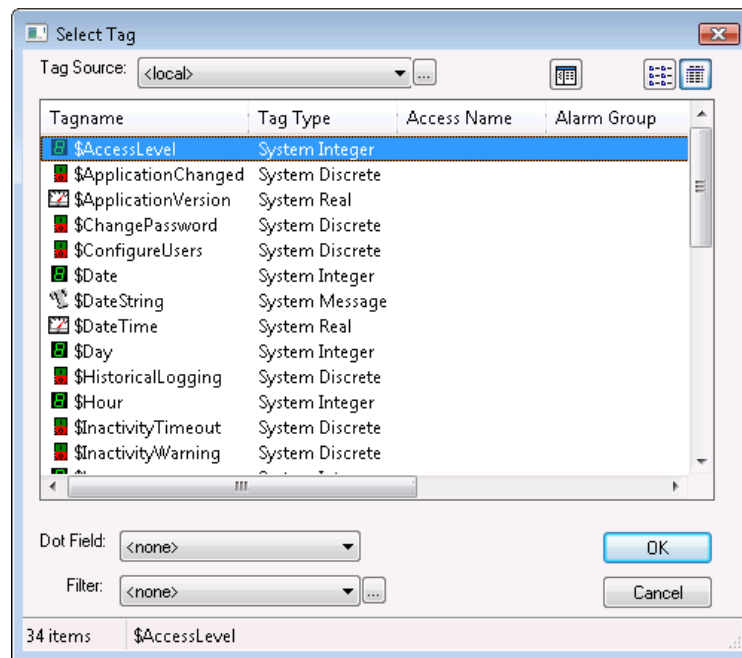 Select Tag
Tag Source: <local> ...
Tagname Tag Type Access Name Alarm Group
$AccessLevel System Integer
$ApplicationChanged System Discrete
$ApplicationVersion System Real
$ChangePassword System Discrete
$ConfigureUsers System Discrete
$Date System Integer
$DateString System Message
$DateTime System Real
$Day System Integer
$HistoricalLogging System Discrete
$Hour System Integer
$InactivityTimeout System Discrete
$InactivityWarning System Discrete
Dot Field: <none> OK
Filter: <none> ... Cancel
34 items $AccessLevel